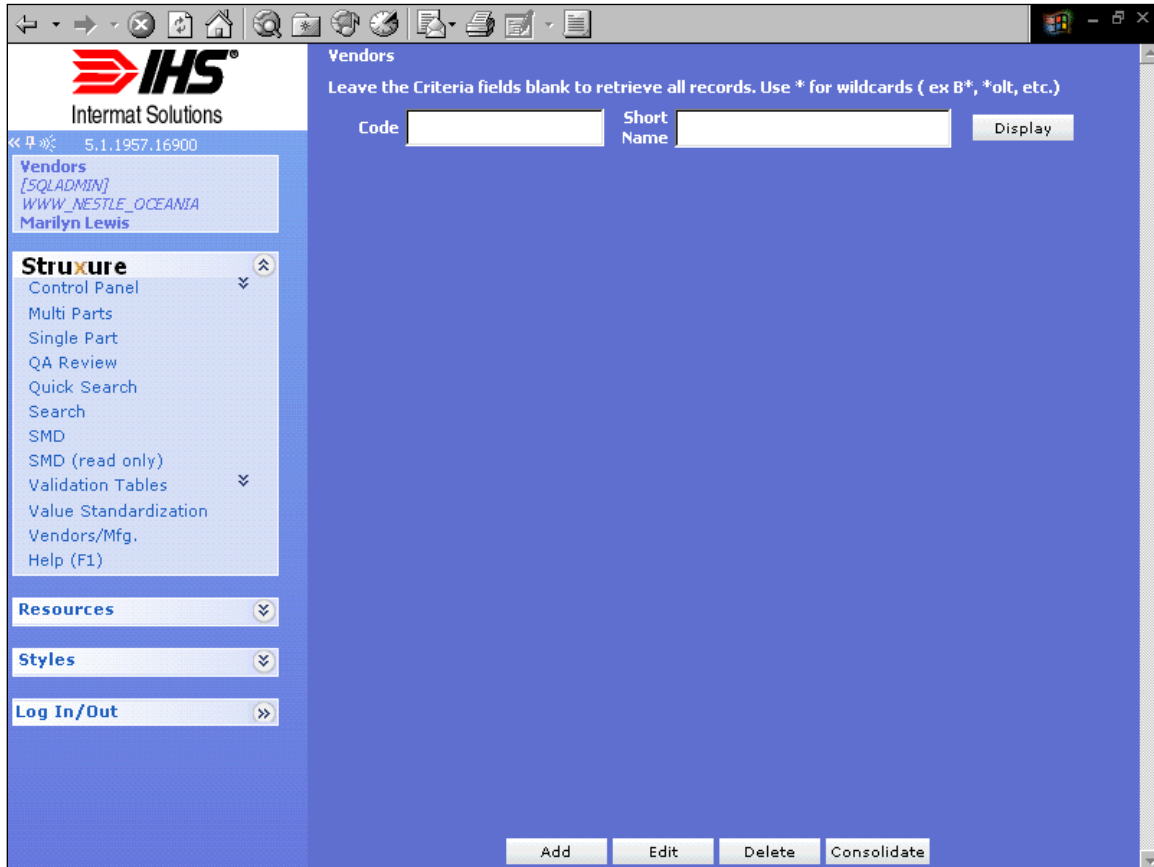 IHS®
Intermat Solutions
5.1.1957.16900
Vendors
[SQLADMIN]
WWW_NESTLE_OCEANIA
Marilyn Lewis
Struxure
Control Panel
Multi Parts
Single Part
QA Review
Quick Search
Search
SMD
SMD (read only)
Validation Tables
Value Standardization
Vendors/Mfg.
Help (F1)
Resources
Styles
Log In/Out
Vendors
Leave the Criteria fields blank to retrieve all records. Use * for wildcards ( ex B*, *olt, etc.)
Code
Short
Name
Display
Add Edit Delete Consolidate